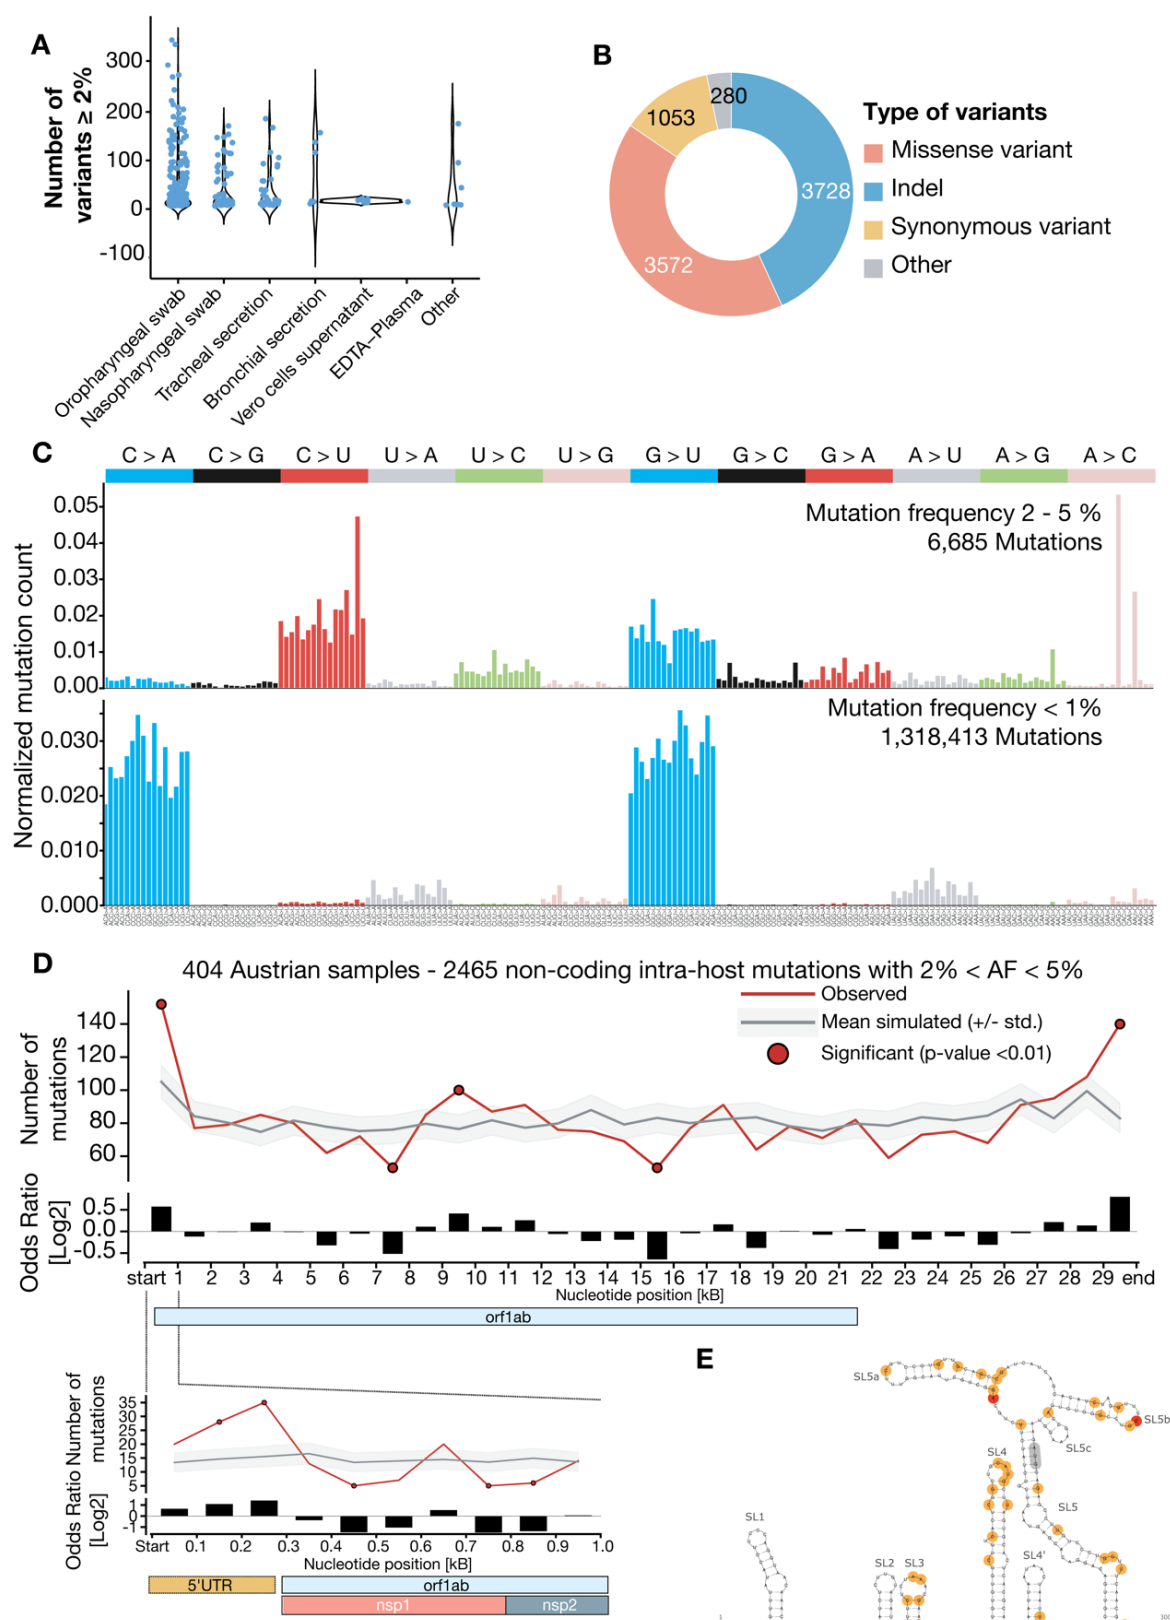 A
Number of
variants ≥ 2%
300
200
100
0
-100
Oropharyngeal swab
Nasopharyngeal swab
Tracheal secretion
Bronchial secretion
Vero cells supernatant
EDTA–Plasma
Other
B
280
1053
3728
3572
Type of variants
Missense variant
Indel
Synonymous variant
Other
C
C > A C > G C > U U > A U > C U > G G > U G > C G > A A > U A > G A > C
Normalized mutation count
0.05
0.04
0.03
0.02
0.01
0.00
Mutation frequency 2 - 5 %
6,685 Mutations
0.030
0.020
0.010
0.000
Mutation frequency < 1%
1,318,413 Mutations
D
404 Austrian samples - 2465 non-coding intra-host mutations with 2% < AF < 5%
Observed
Mean simulated (+/- std.)
Significant (p-value <0.01)
Number of
mutations
140
120
100
80
60
Odds Ratio
[Log2]
0.5
0.0
-0.5
start 1 2 3 4 5 6 7 8 9 10 11 12 13 14 15 16 17 18 19 20 21 22 23 24 25 26 27 28 29 end
Nucleotide position [kB]
orf1ab
Number of
mutations
35
30
25
20
15
10
5
Odds Ratio
[Log2]
1
0
-1
Start 0.1 0.2 0.3 0.4 0.5 0.6 0.7 0.8 0.9 1.0
Nucleotide position [kB]
5'UTR
orf1ab
nsp1
nsp2
E
SL5a
SL5b
SL5c
SL4
SL5
SL1
SL2
SL3
SL4'
1
300